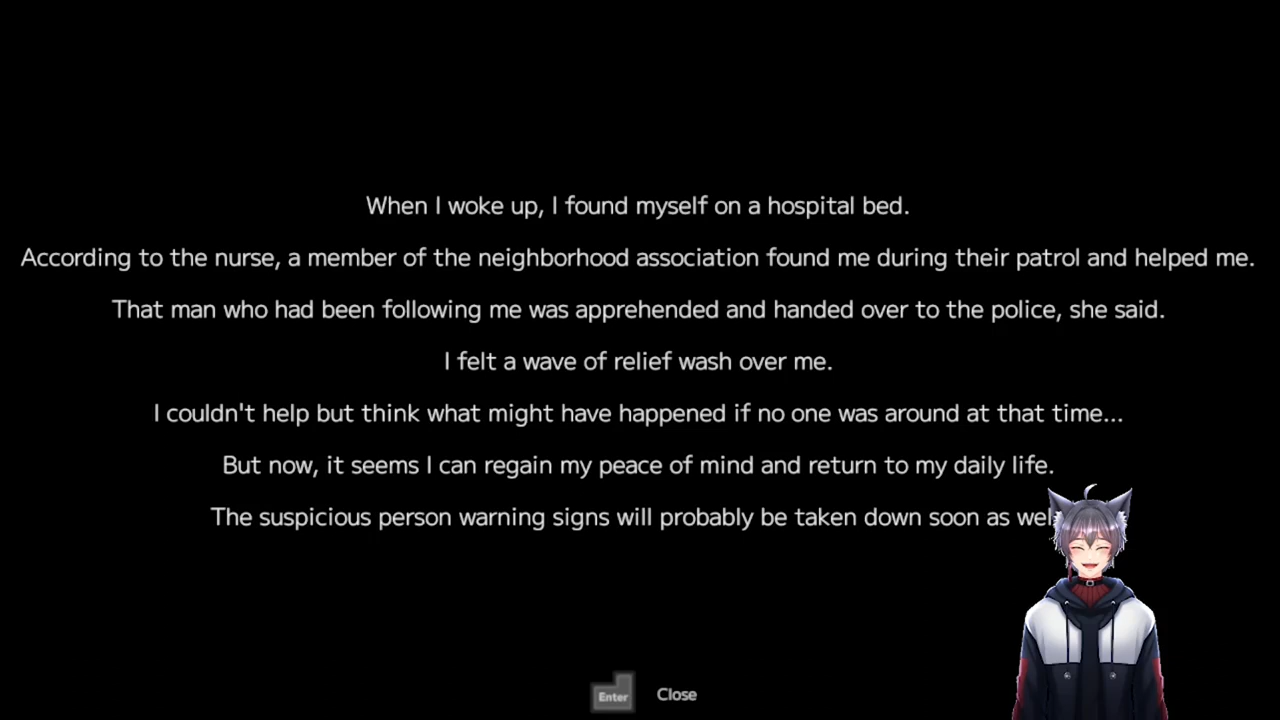 When I woke up, I found myself on a hospital bed.
According to the nurse, a member of the neighborhood association found me during their patrol and helped me.
That man who had been following me was apprehended and handed over to the police, she said.
I felt a wave of relief wash over me.
I couldn't help but think what might have happened if no one was around at that time...
But now, it seems I can regain my peace of mind and return to my daily life.
The suspicious person warning signs will probably be taken down soon as
Enter Close